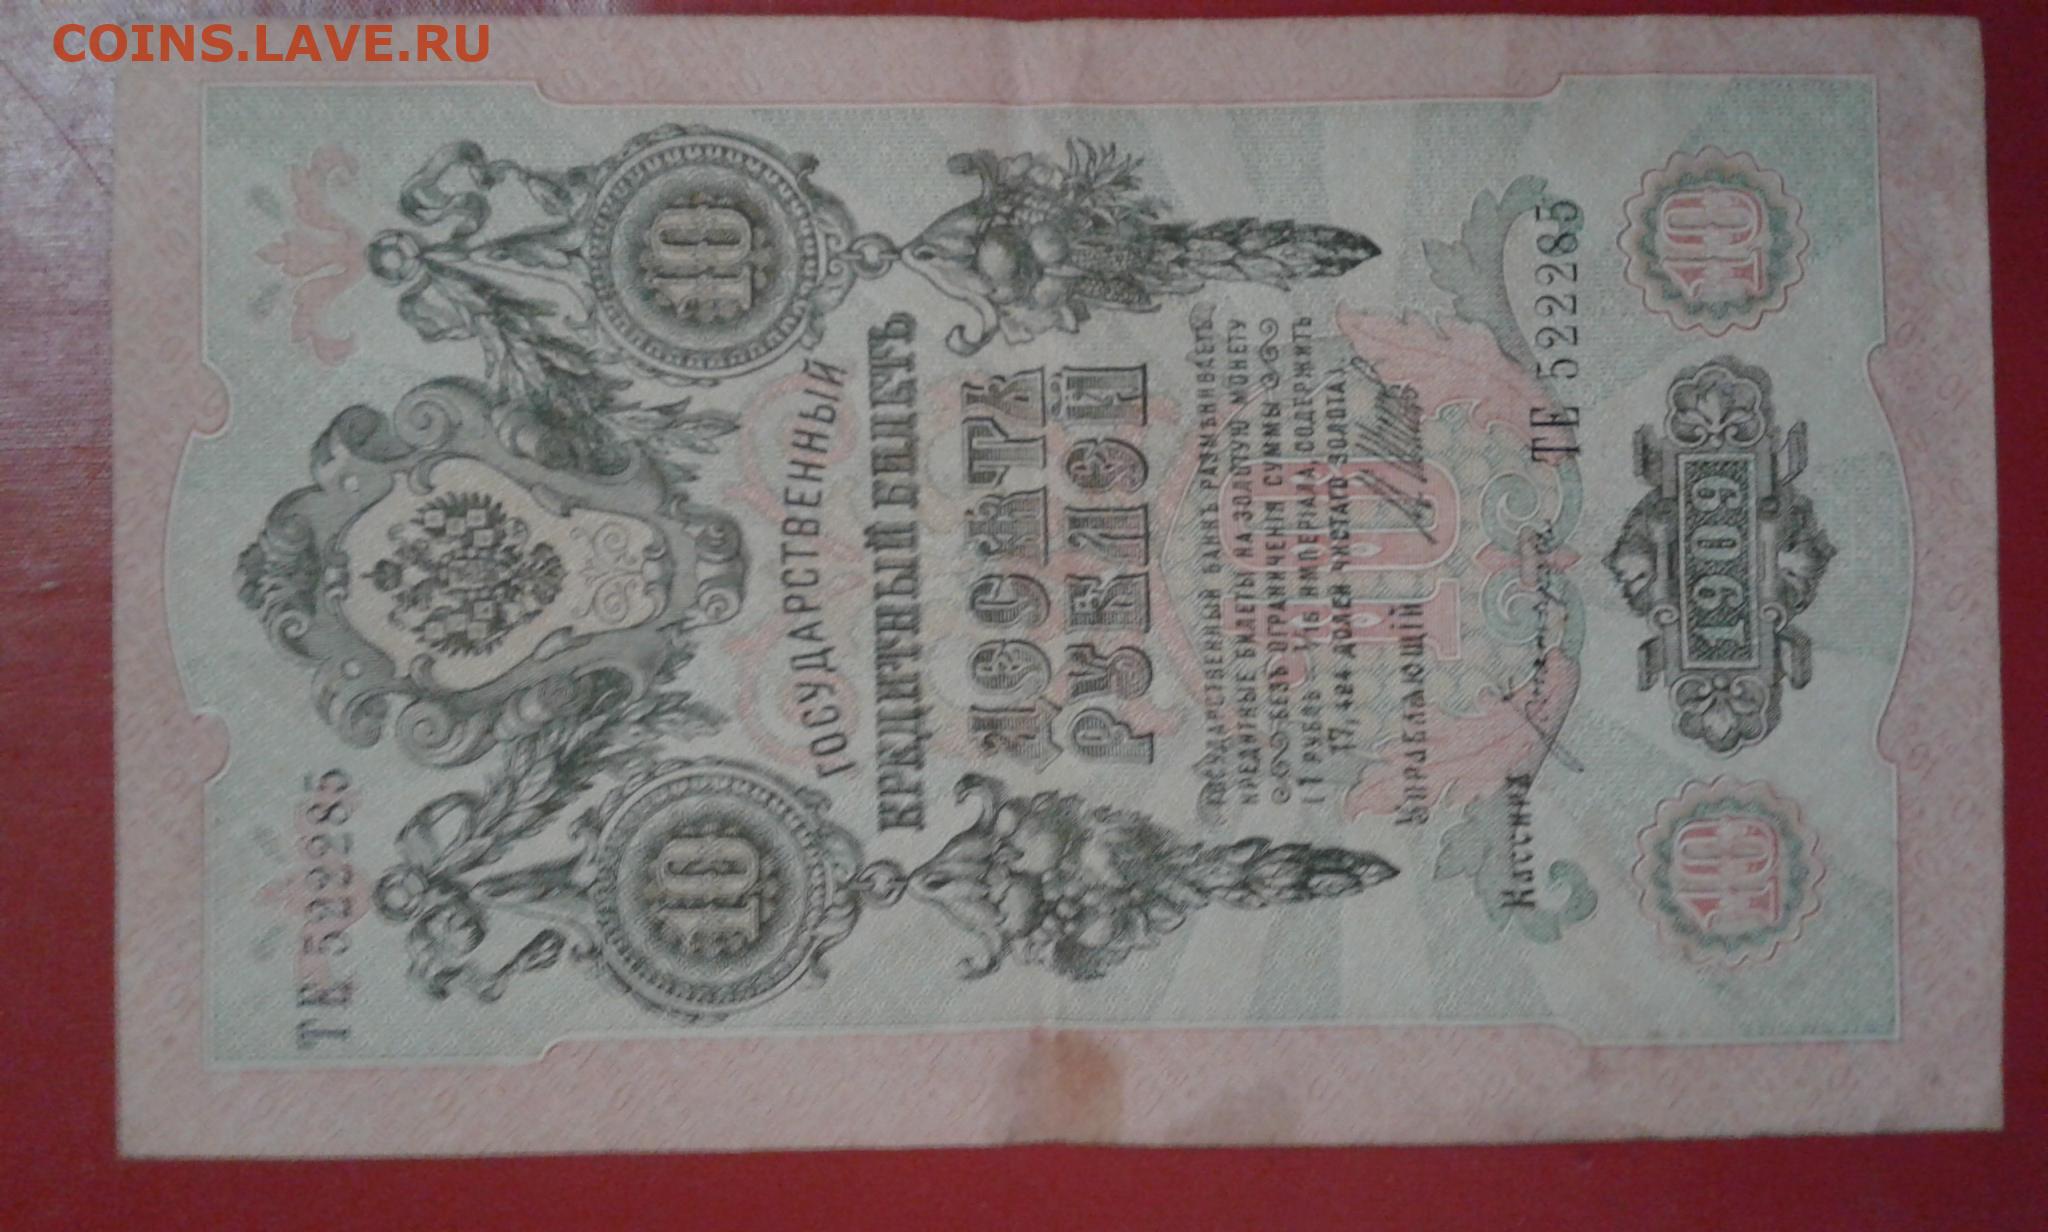 COINS.LAVE.RU
ТК 522285
10
10
ГОСУДАРСТВЕННЫЙ
КРЕДИТНЫЙ БИЛЕТЪ
ДЕСЯТЬ
РУБЛЕЙ
ГОСУДАРСТВЕННЫЙ БАНКЪ РАЗМѢНИВАЕТЪ
КРЕДИТНЫЕ БИЛЕТЫ НА ЗОЛОТУЮ МОНЕТУ
БЕЗЪ ОГРАНИЧЕНІЯ СУММЫ
(1 РУБЛЬ = 1/15 ИМПЕРІАЛА, СОДЕРЖИТЪ
17,424 ДОЛЕЙ ЧИСТАГО ЗОЛОТА).
10
Управляющій
Кассиръ
ТЕ 522285
10
1909
10